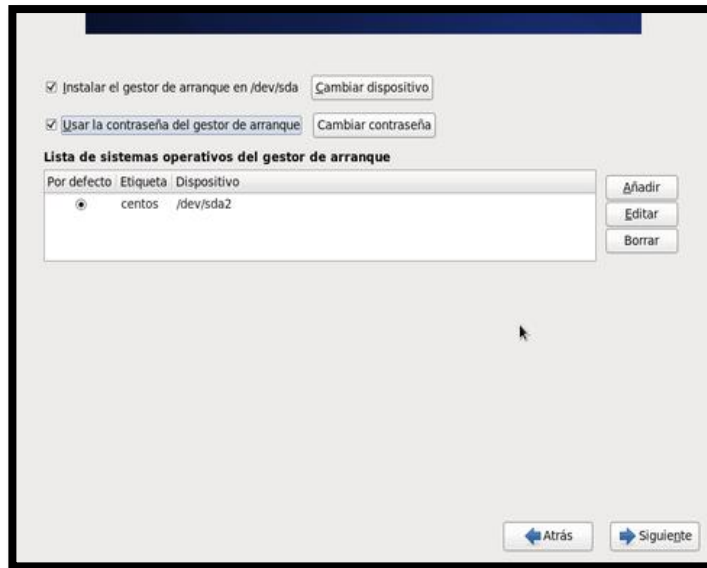 Instalar el gestor de arranque en /dev/sda Cambiar dispositivo
Usar la contraseña del gestor de arranque Cambiar contraseña
Lista de sistemas operativos del gestor de arranque
Por defecto Etiqueta Dispositivo
centos /dev/sda2
Añadir
Editar
Borrar
Atrás Siguiente